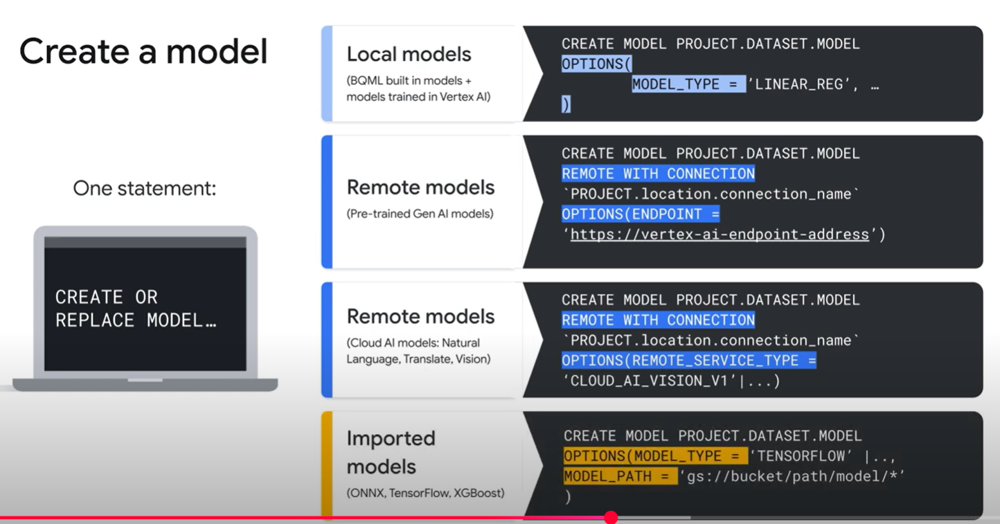 Create a model
One statement:
CREATE OR
REPLACE MODEL…
Local models
(BQML built in models +
models trained in Vertex AI)
CREATE MODEL PROJECT.DATASET.MODEL
OPTIONS(
MODEL_TYPE = ’LINEAR_REG’, …
)
Remote models
(Pre-trained Gen AI models)
CREATE MODEL PROJECT.DATASET.MODEL
REMOTE WITH CONNECTION
`PROJECT.location.connection_name`
OPTIONS(ENDPOINT =
‘https://vertex-ai-endpoint-address’)
Remote models
(Cloud AI models: Natural
Language, Translate, Vision)
CREATE MODEL PROJECT.DATASET.MODEL
REMOTE WITH CONNECTION
`PROJECT.location.connection_name`
OPTIONS(REMOTE_SERVICE_TYPE =
‘CLOUD_AI_VISION_V1’|...)
Imported
models
(ONNX, TensorFlow, XGBoost)
CREATE MODEL PROJECT.DATASET.MODEL
OPTIONS(MODEL_TYPE = ‘TENSORFLOW’ |..,
MODEL_PATH = ‘gs://bucket/path/model/*’
)